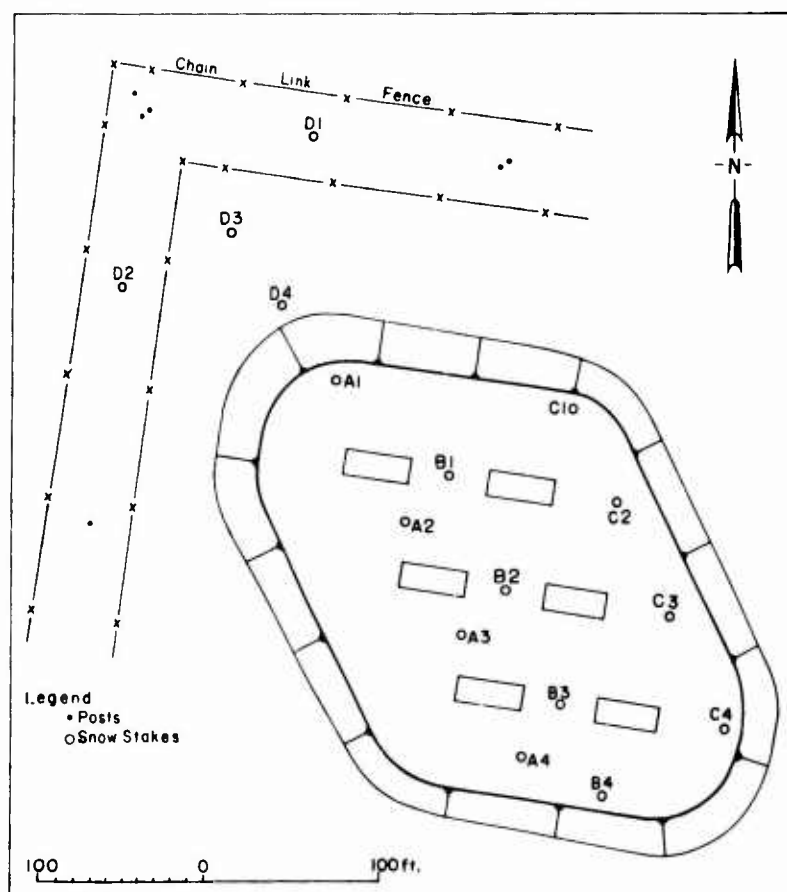 Chain Link Fence
D1
N
D3
D2
D4
A1
C1o
B1
C2
A2
B2
C3
A3
B3
C4
A4
B4
Legend
Posts
Snow Stakes
100 0 100 ft.